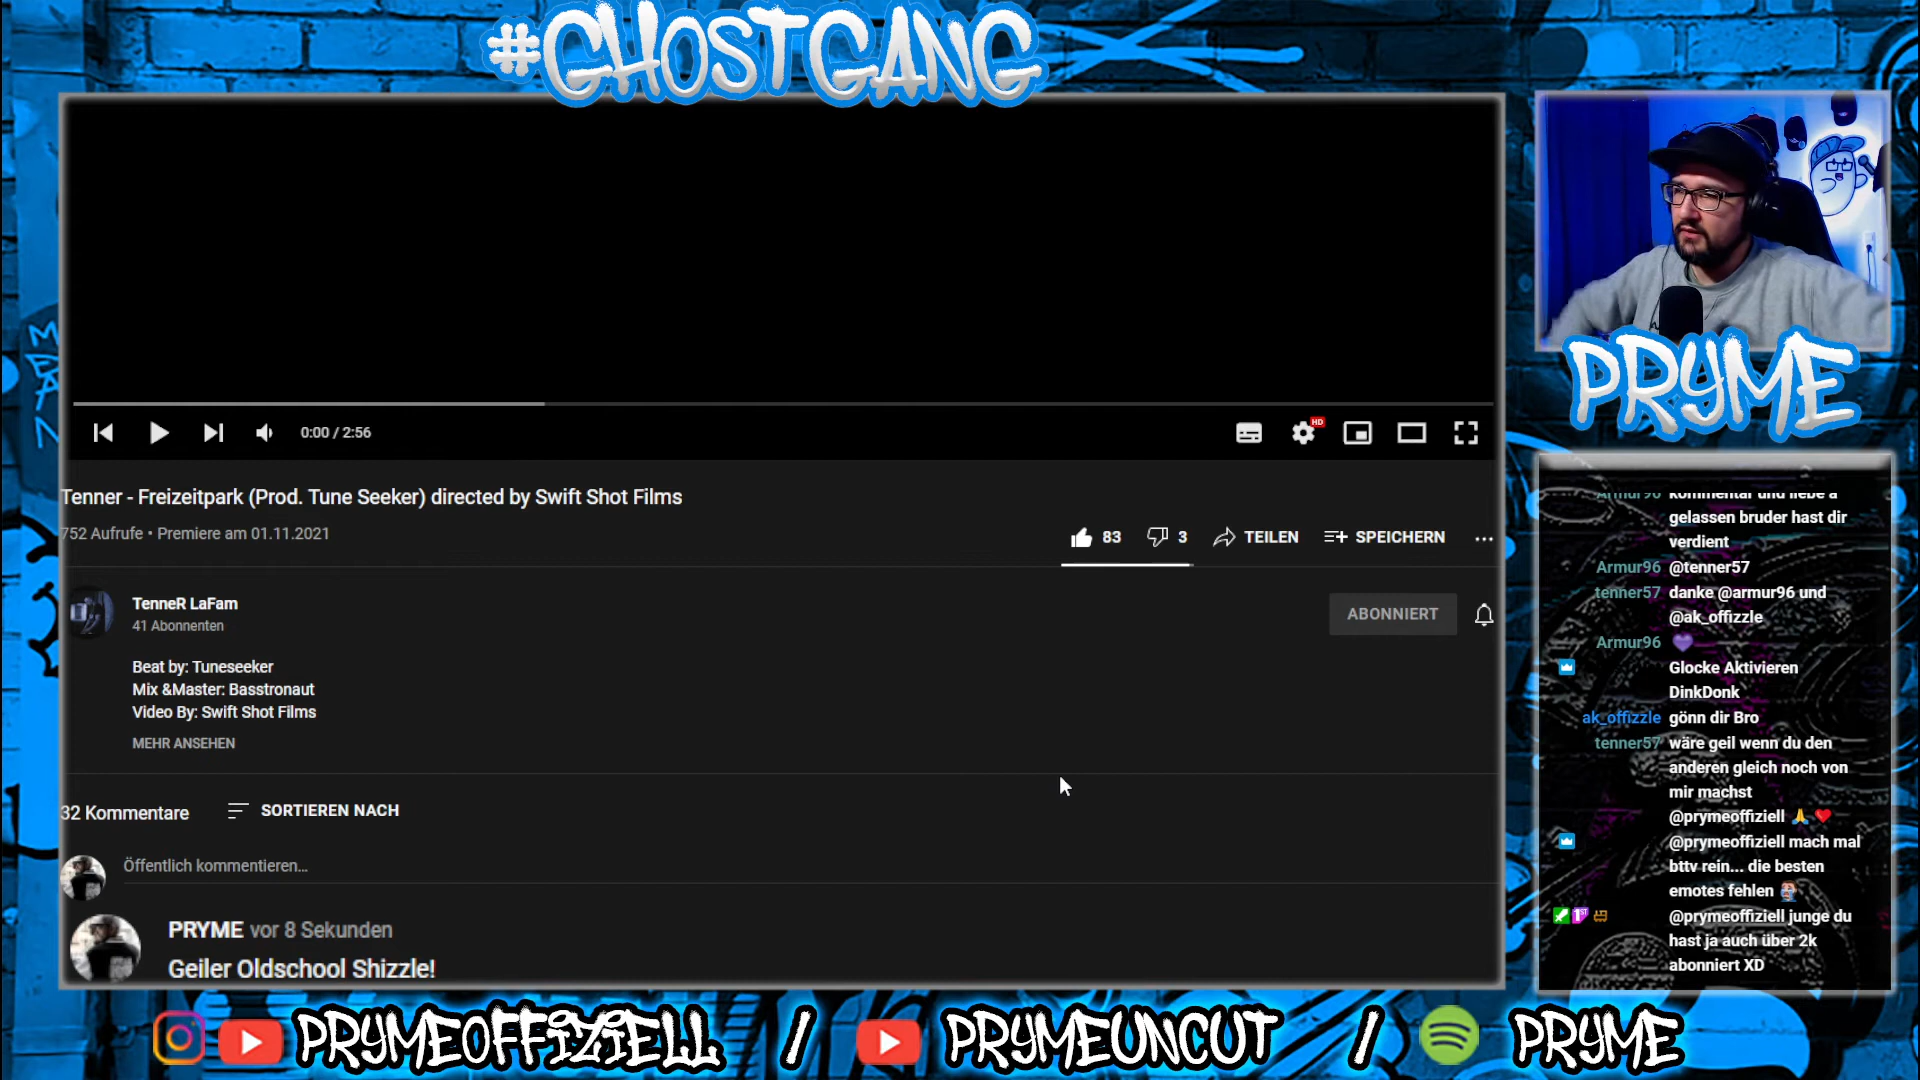 #GHOSTGANG
HD
0:00 / 2:56
Tenner - Freizeitpark (Prod. Tune Seeker) directed by Swift Shot Films
752 Aufrufe • Premiere am 01.11.2021
83
3
TEILEN
SPEICHERN
TenneR LaFam
41 Abonnenten
ABONNIERT
Beat by: Tuneseeker
Mix &Master: Basstronaut
Video By: Swift Shot Films
MEHR ANSEHEN
32 Kommentare
SORTIEREN NACH
Öffentlich kommentieren...
PRYME vor 8 Sekunden
Geiler Oldschool Shizzle!
PRYME
Armur96 kommentar und liebe a
gelassen bruder hast dir
verdient
Armur96 @tenner57
tenner57 danke @armur96 und
@ak_offizzle
Armur96 💜
Glocke Aktivieren
DinkDonk
ak_offizzle gönn dir Bro
tenner57 wäre geil wenn du den
anderen gleich noch von
mir machst
@prymeoffiziell 🙏 ❤️
@prymeoffiziell mach mal
bttv rein... die besten
emotes fehlen
@prymeoffiziell junge du
hast ja auch über 2k
abonniert XD
PRYMEOFFIZIELL / PRYMEUNCUT / PRYME